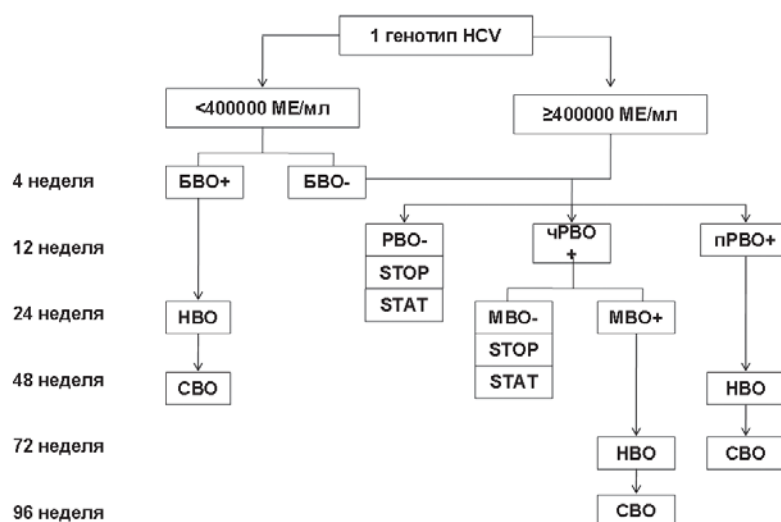 1 генотип HCV
<400000 МЕ/мл
≥400000 МЕ/мл
4 неделя
БВО+
БВО-
12 неделя
РВО-
STOP
STAT
чРВО
+
пРВО+
24 неделя
НВО
МВО-
STOP
STAT
МВО+
48 неделя
СВО
НВО
72 неделя
НВО
СВО
96 неделя
СВО